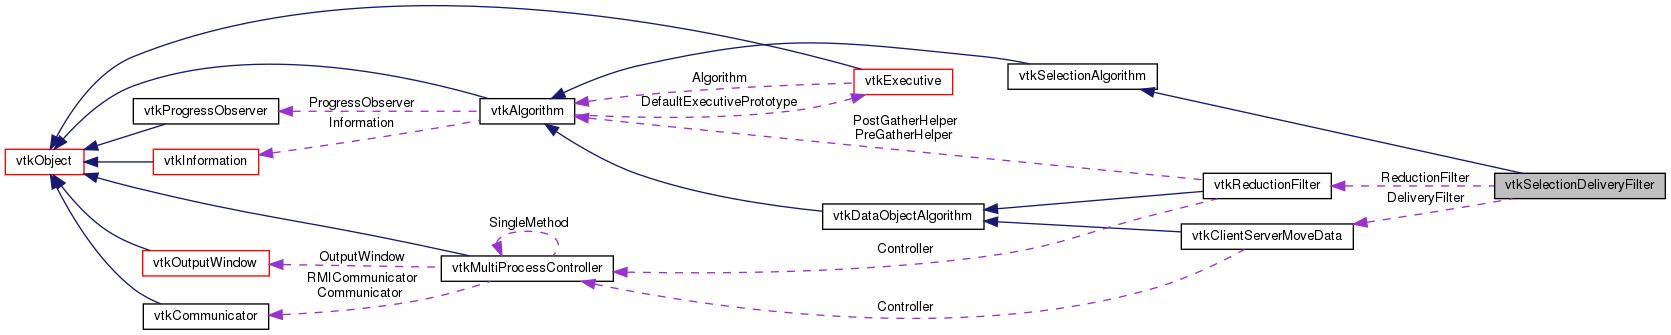 vtkExecutive
vtkSelectionAlgorithm
Algorithm
DefaultExecutivePrototype
vtkProgressObserver
ProgressObserver
vtkAlgorithm
Information
PostGatherHelper
PreGatherHelper
vtkObject
vtkInformation
vtkReductionFilter
ReductionFilter
vtkSelectionDeliveryFilter
DeliveryFilter
vtkDataObjectAlgorithm
SingleMethod
vtkClientServerMoveData
Controller
vtkOutputWindow
OutputWindow
vtkMultiProcessController
RMICommunicator
Communicator
Controller
vtkCommunicator